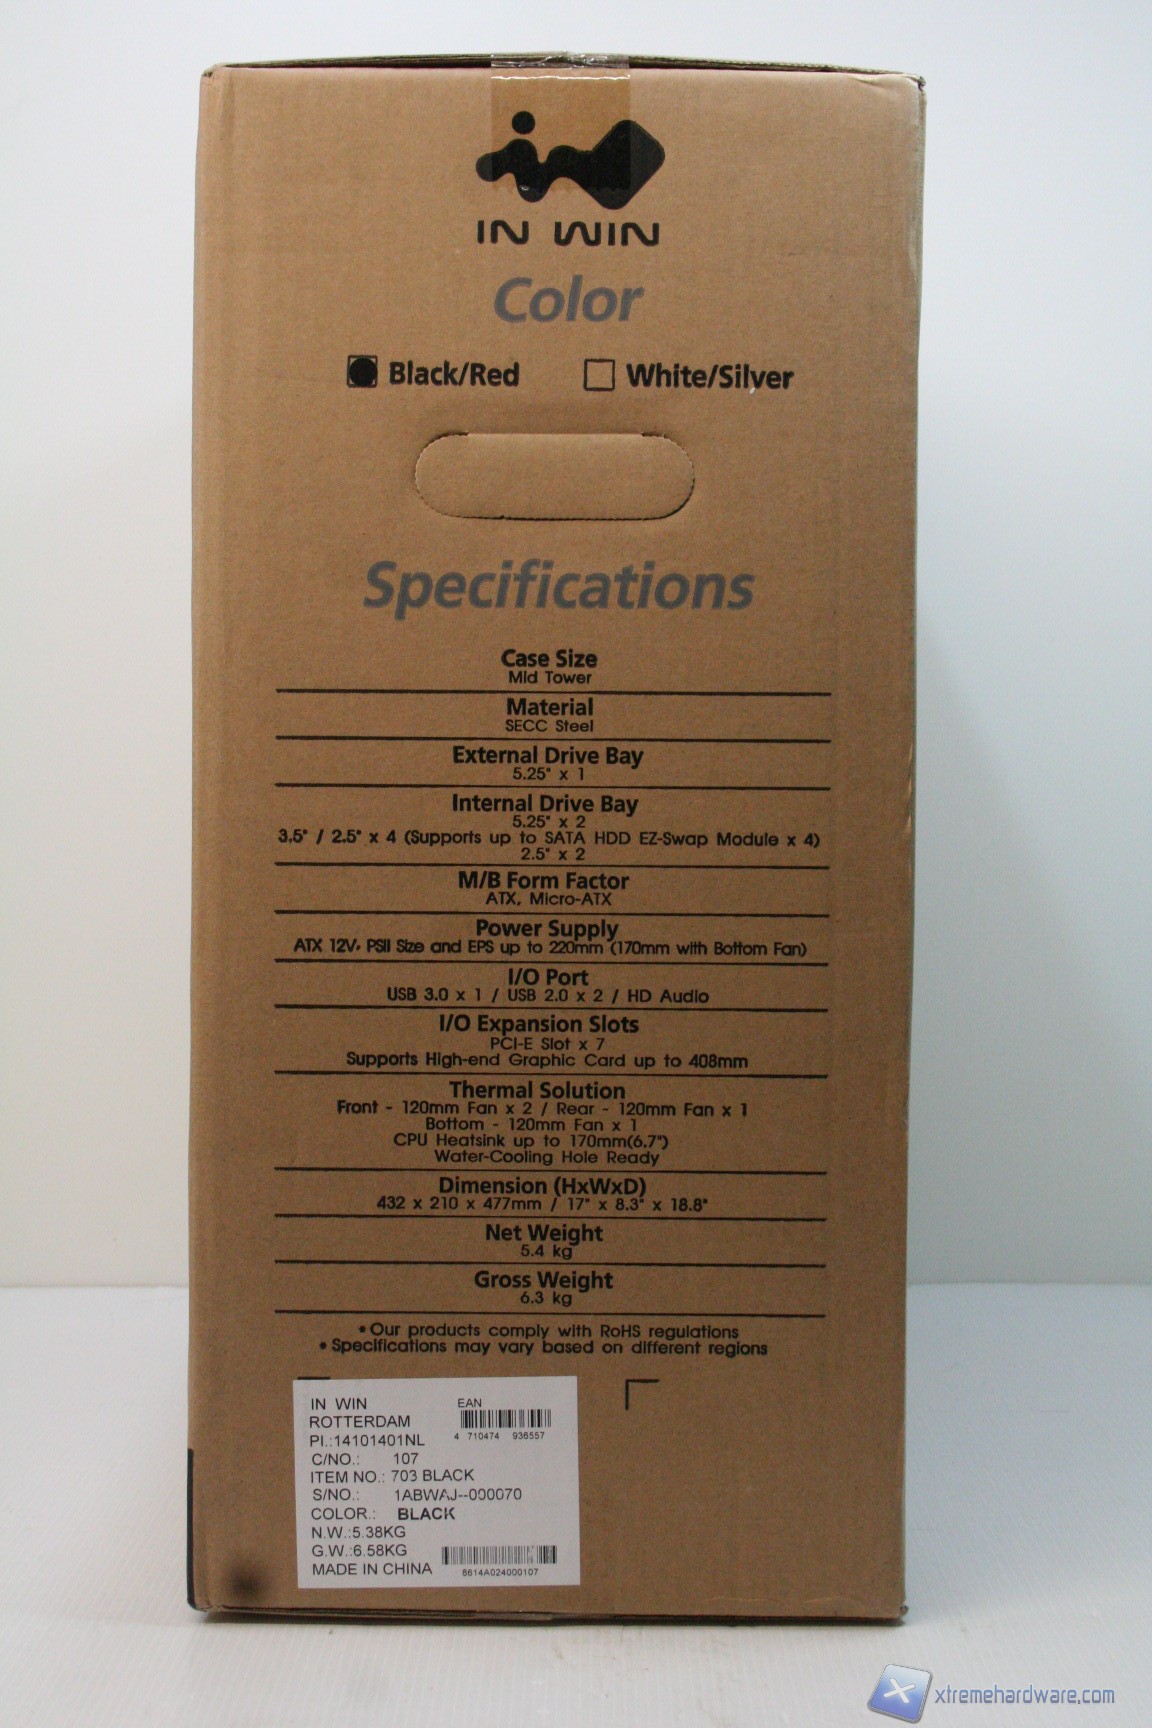 IN WIN
Color
Black/Red White/Silver
Specifications
Case Size
Mid Tower
Material
SECC Steel
External Drive Bay
5.25" x 1
Internal Drive Bay
5.25" x 2
3.5" / 2.5" x 4 (Supports up to SATA HDD EZ-Swap Module x 4)
2.5" x 2
M/B Form Factor
ATX, Micro-ATX
Power Supply
ATX 12V, PSII Size and EPS up to 220mm (170mm with Bottom Fan)
I/O Port
USB 3.0 x 1 / USB 2.0 x 2 / HD Audio
I/O Expansion Slots
PCI-E Slot x 7
Supports High-end Graphic Card up to 408mm
Thermal Solution
Front - 120mm Fan x 2 / Rear - 120mm Fan x 1
Bottom - 120mm Fan x 1
CPU Heatsink up to 170mm(6.7")
Water-Cooling Hole Ready
Dimension (HxWxD)
432 x 210 x 477mm / 17" x 8.3" x 18.8"
Net Weight
5.4 kg
Gross Weight
6.3 kg
• Our products comply with RoHS regulations
• Specifications may vary based on different regions
IN WIN
ROTTERDAM
PI.:14101401NL
C/NO.: 107
ITEM NO.: 703 BLACK
S/NO.: 1ABWAJ--000070
COLOR.: BLACK
N.W.:5.38KG
G.W.:6.58KG
MADE IN CHINA
EAN
4 710474 936557
8614A024000107
xtremehardware.com